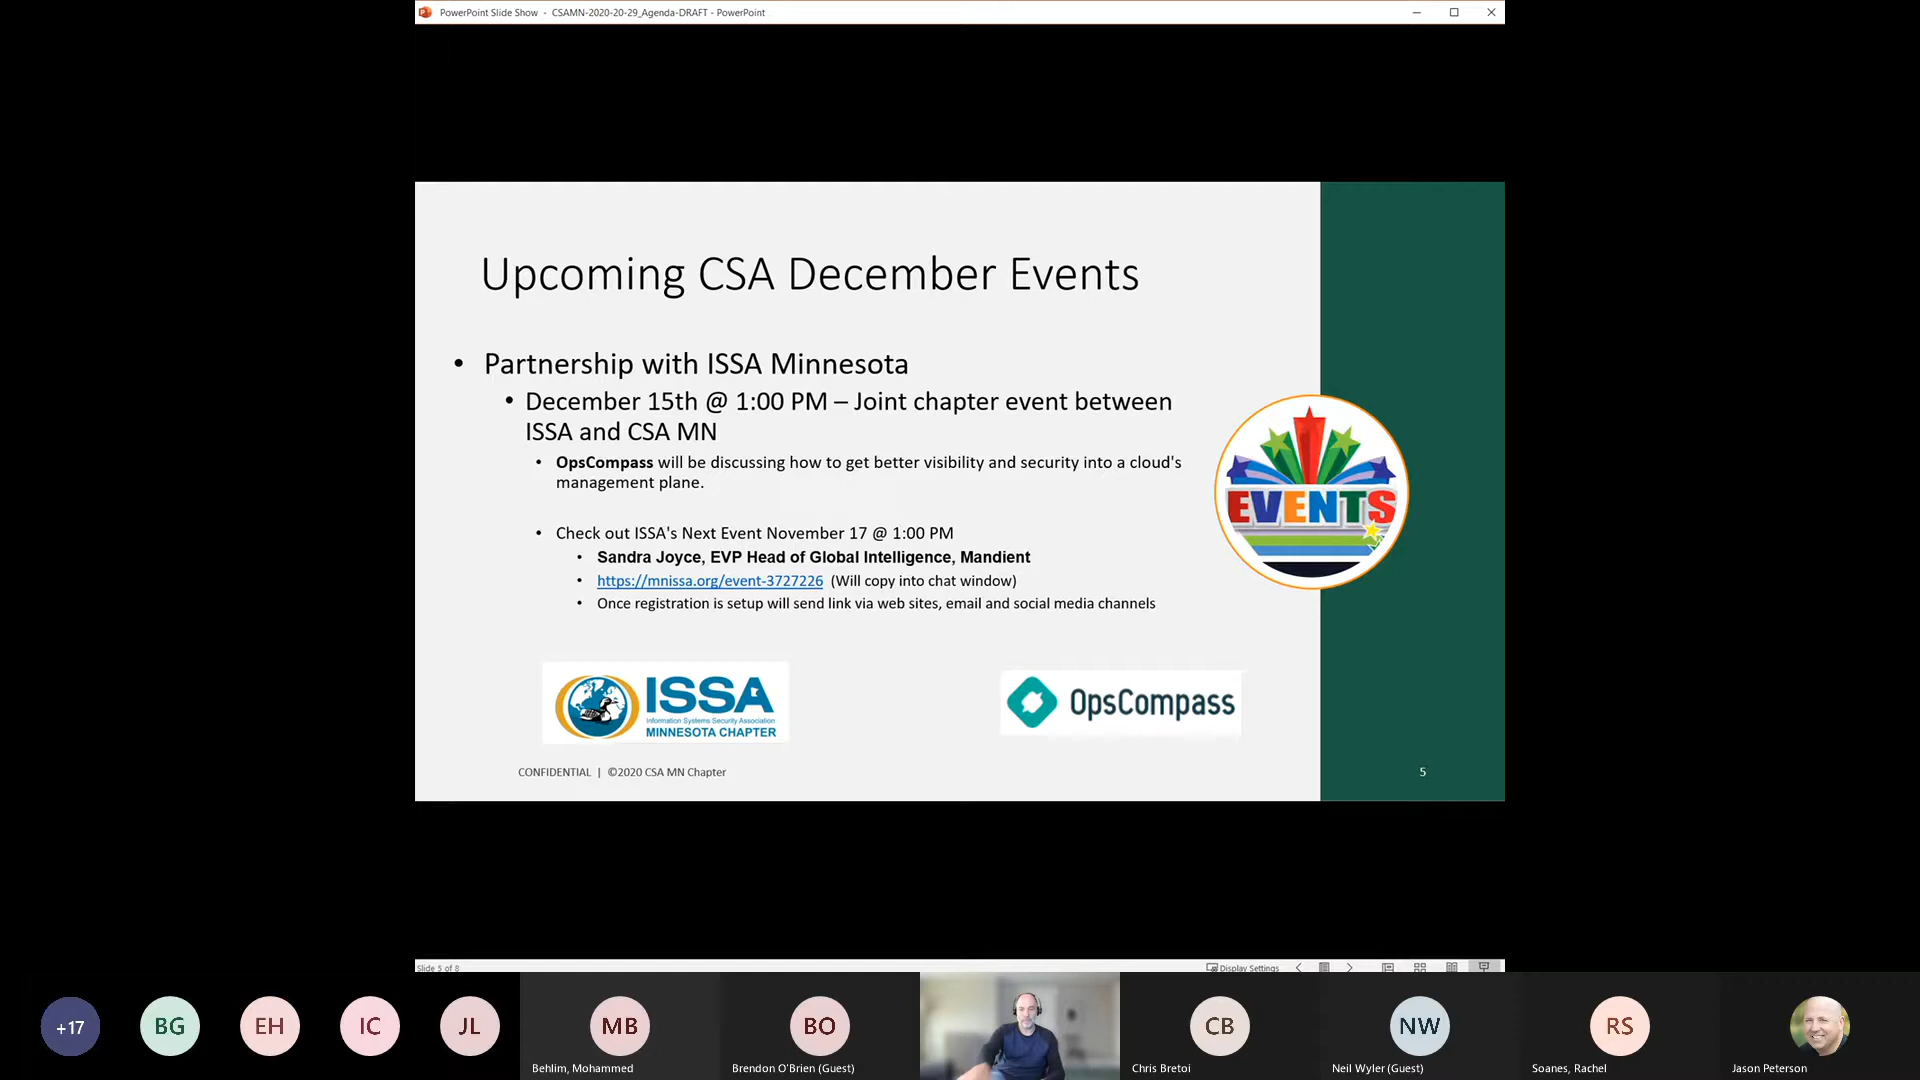 PowerPoint Slide Show - CSAMN-2020-20-29_Agenda-DRAFT - PowerPoint
Upcoming CSA December Events
• Partnership with ISSA Minnesota
• December 15th @ 1:00 PM – Joint chapter event between
ISSA and CSA MN
• OpsCompass will be discussing how to get better visibility and security into a cloud's
management plane.
• Check out ISSA's Next Event November 17 @ 1:00 PM
• Sandra Joyce, EVP Head of Global Intelligence, Mandient
• https://mnissa.org/event-3727226 (Will copy into chat window)
• Once registration is setup will send link via web sites, email and social media channels
EVENTS
ISSA
Information Systems Security Association
MINNESOTA CHAPTER
OpsCompass
CONFIDENTIAL | ©2020 CSA MN Chapter
5
Slide 5 of 8
Display Settings
+17
BG
EH
IC
JL
MB
BO
CB
NW
RS
Behlim, Mohammed
Brendon O'Brien (Guest)
Chris Bretoi
Neil Wyler (Guest)
Soanes, Rachel
Jason Peterson